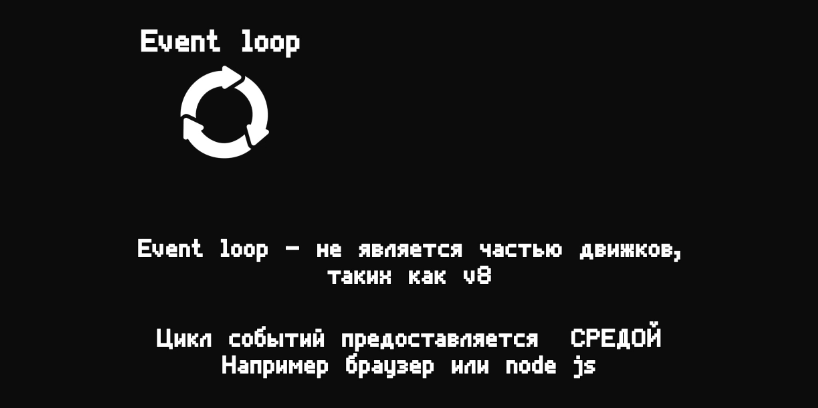 Event loop
Event loop - не является частью движков,
таких как v8
Цикл событий предоставляется СРЕДОЙ
Например браузер или node js